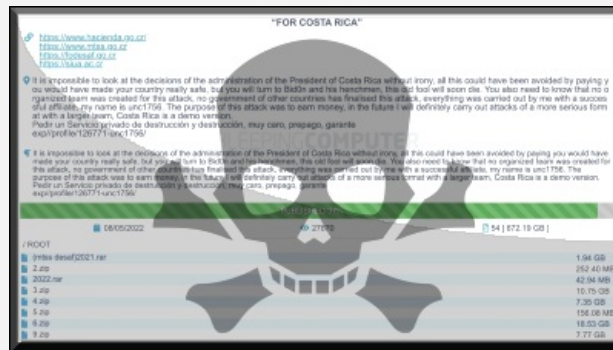 "FOR COSTA RICA"
https://www.hacienda.go.cr/
https://www.mtss.go.cr
https://fodesaf.go.cr
https://siua.ac.cr
It is impossible to look at the decisions of the administration of the President of Costa Rica without irony, all this could have been avoided by paying y
ou would have made your country really safe, but you will turn to Bid0n and his henchmen, this old fool will soon die. You also need to know that no o
rganized team was created for this attack, no government of other countries has finalised this attack, everything was carried out by me with a succes
sful affiliate, my name is unc1756. The purpose of this attack was to earn money, in the future I will definitely carry out attacks of a more serious form
at with a larger team, Costa Rica is a demo version.
Pedir un Servicio privado de destrucción y destrucción, muy cero, prepago, garante
exp//profile/126771-unc1756/
It is impossible to look at the decisions of the administration of the President of Costa Rica without irony, all this could have been avoided by paying you would have
made your country really safe, but you will turn to Bid0n and his henchmen, this old fool will soon die. You also need to know that no organized team was created for
this attack, no government of other countries has finalised this attack, everything was carried out by me with a successful affiliate, my name is unc1756. The
purpose of this attack was to earn money, in the future I will definitely carry out attacks of a more serious format with a larger team, Costa Rica is a demo version.
Pedir un Servicio privado de destrucción y destrucción, muy cero, prepago, garante
exp//profile/126771-unc1756/
08/05/2022 27878 54 [ 672.19 GB ]
/ ROOT
(mtss desaf)2021.rar 1.94 GB
2.zip 252.40 MB
2022.rar 42.94 MB
3.zip 10.75 GB
4.zip 7.35 GB
5.zip 156.08 MB
6.zip 18.53 GB
9.zip 7.77 GB